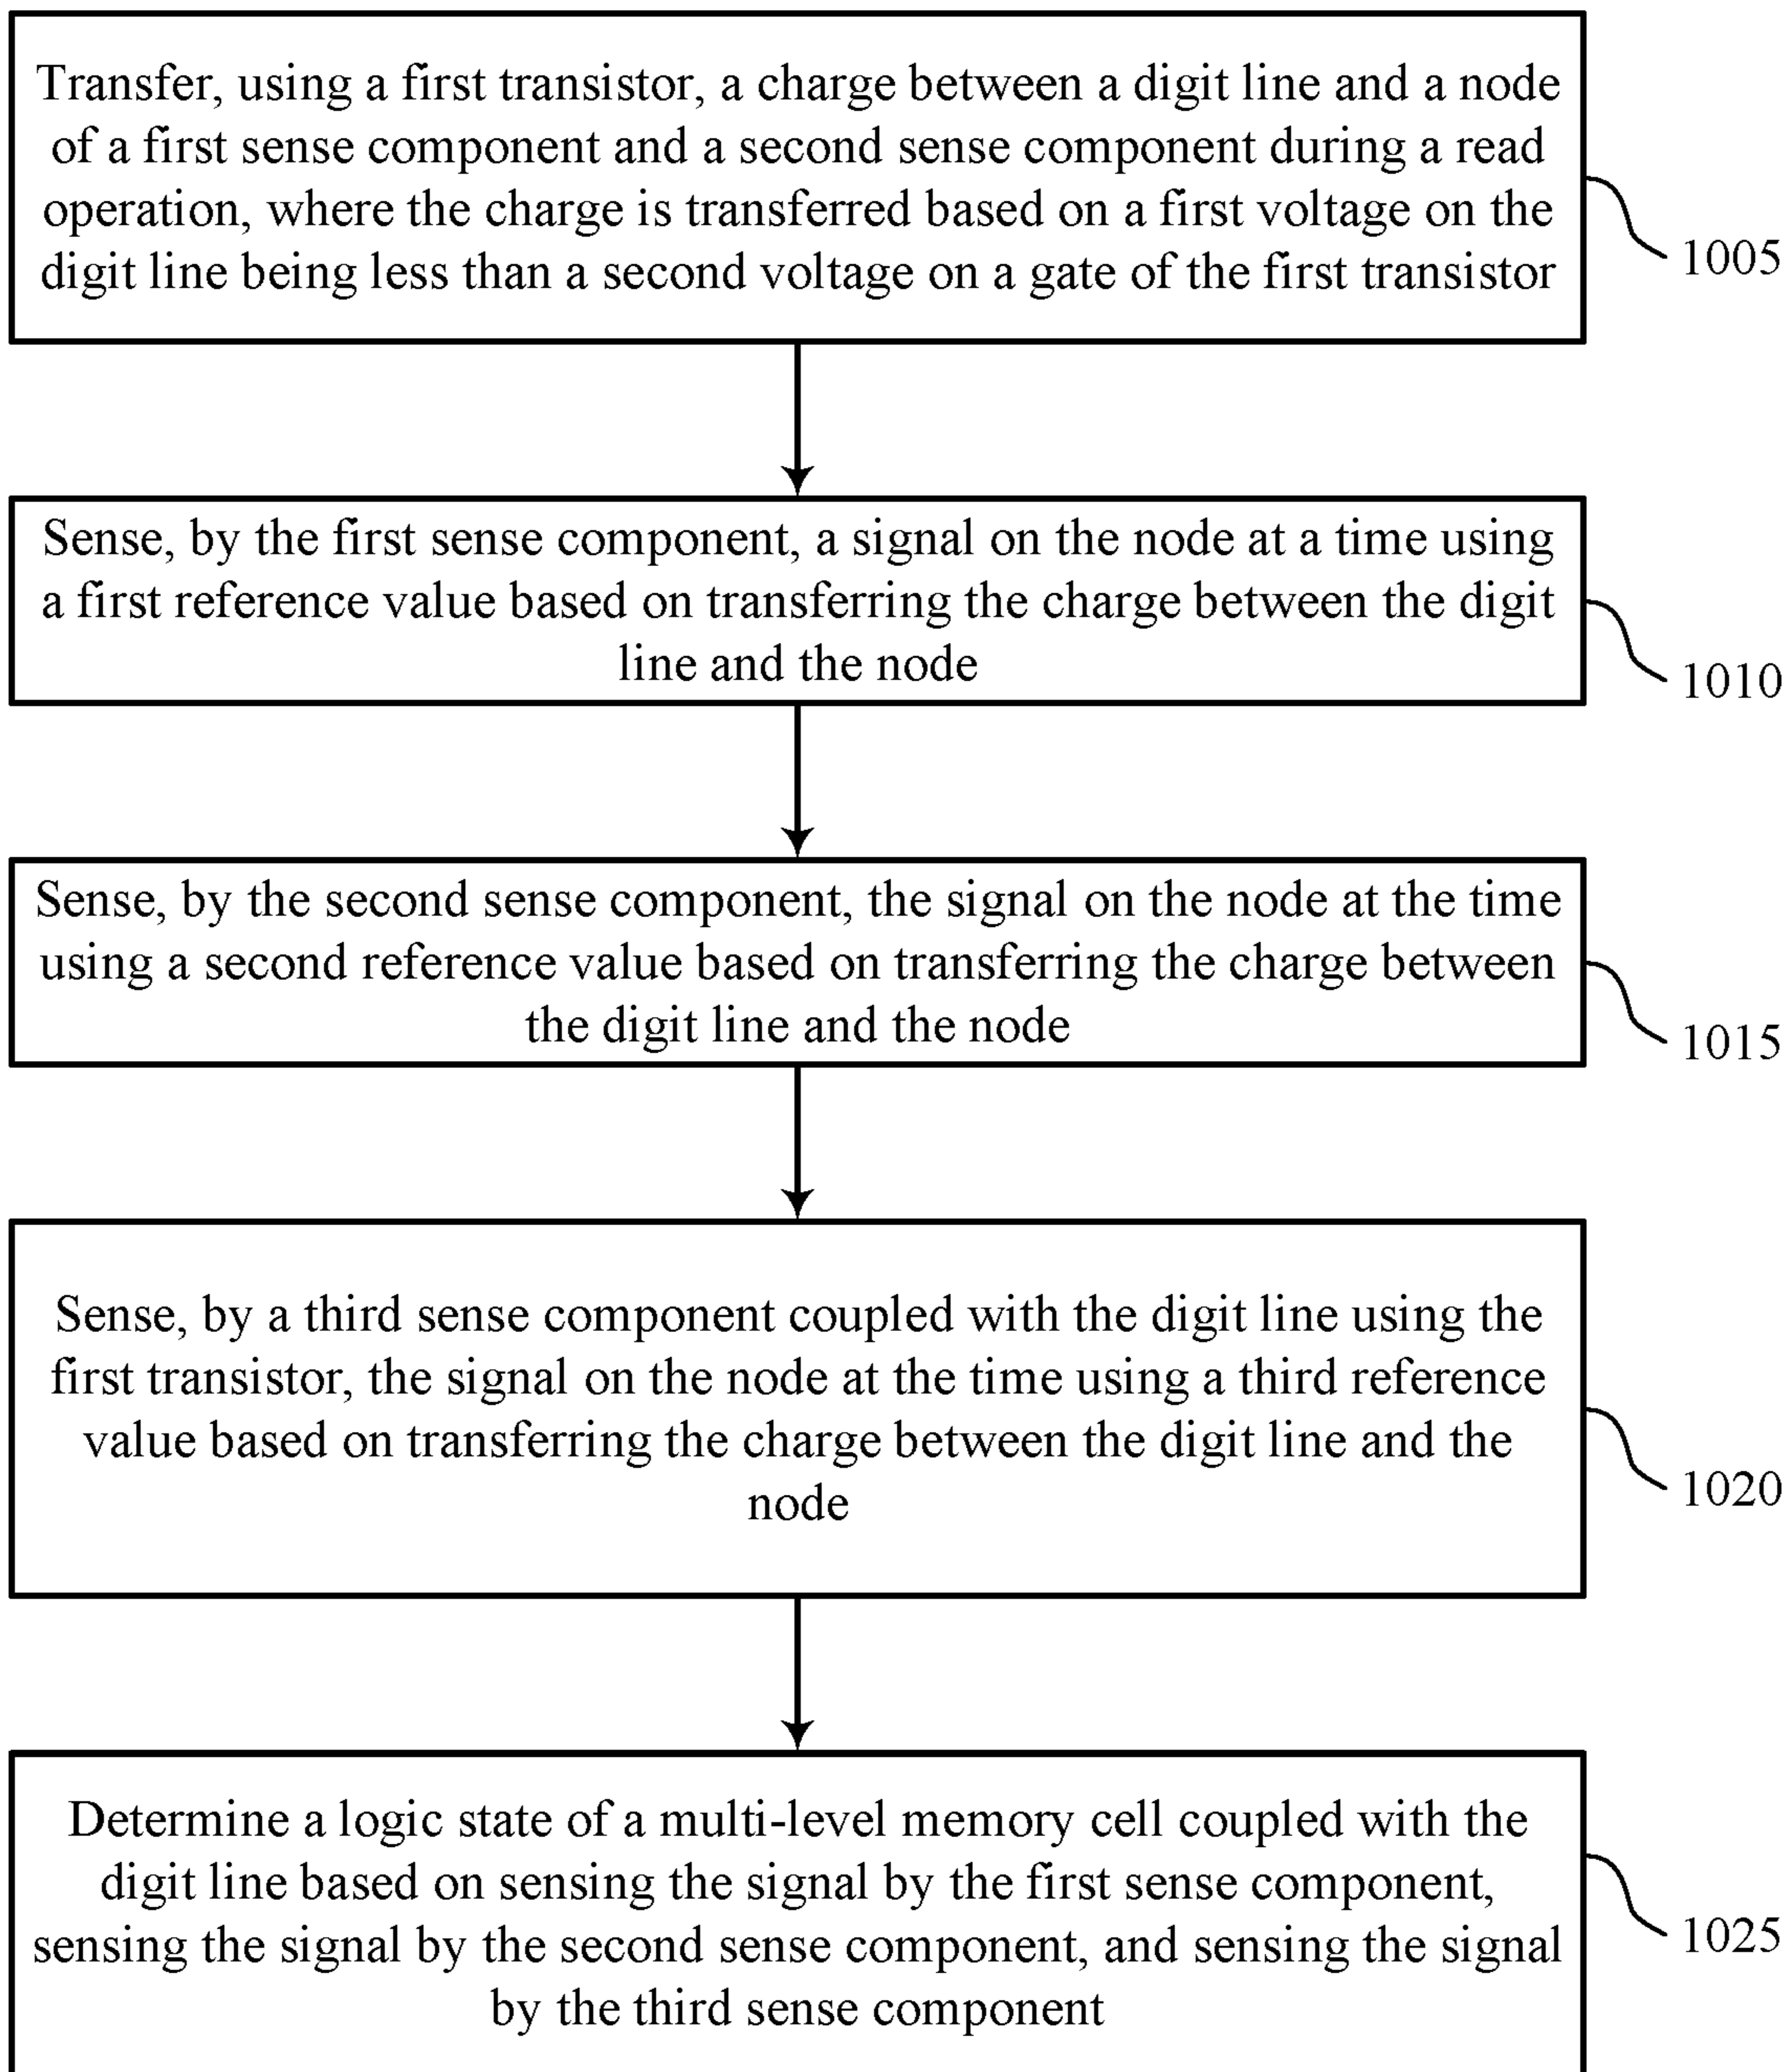 Transfer, using a first transistor, a charge between a digit line and a node
of a first sense component and a second sense component during a read
operation, where the charge is transferred based on a first voltage on the
digit line being less than a second voltage on a gate of the first transistor
1005
Sense, by the first sense component, a signal on the node at a time using
a first reference value based on transferring the charge between the digit
line and the node
1010
Sense, by the second sense component, the signal on the node at the time
using a second reference value based on transferring the charge between
the digit line and the node
1015
Sense, by a third sense component coupled with the digit line using the
first transistor, the signal on the node at the time using a third reference
value based on transferring the charge between the digit line and the
node
1020
Determine a logic state of a multi-level memory cell coupled with the
digit line based on sensing the signal by the first sense component,
sensing the signal by the second sense component, and sensing the signal
by the third sense component
1025